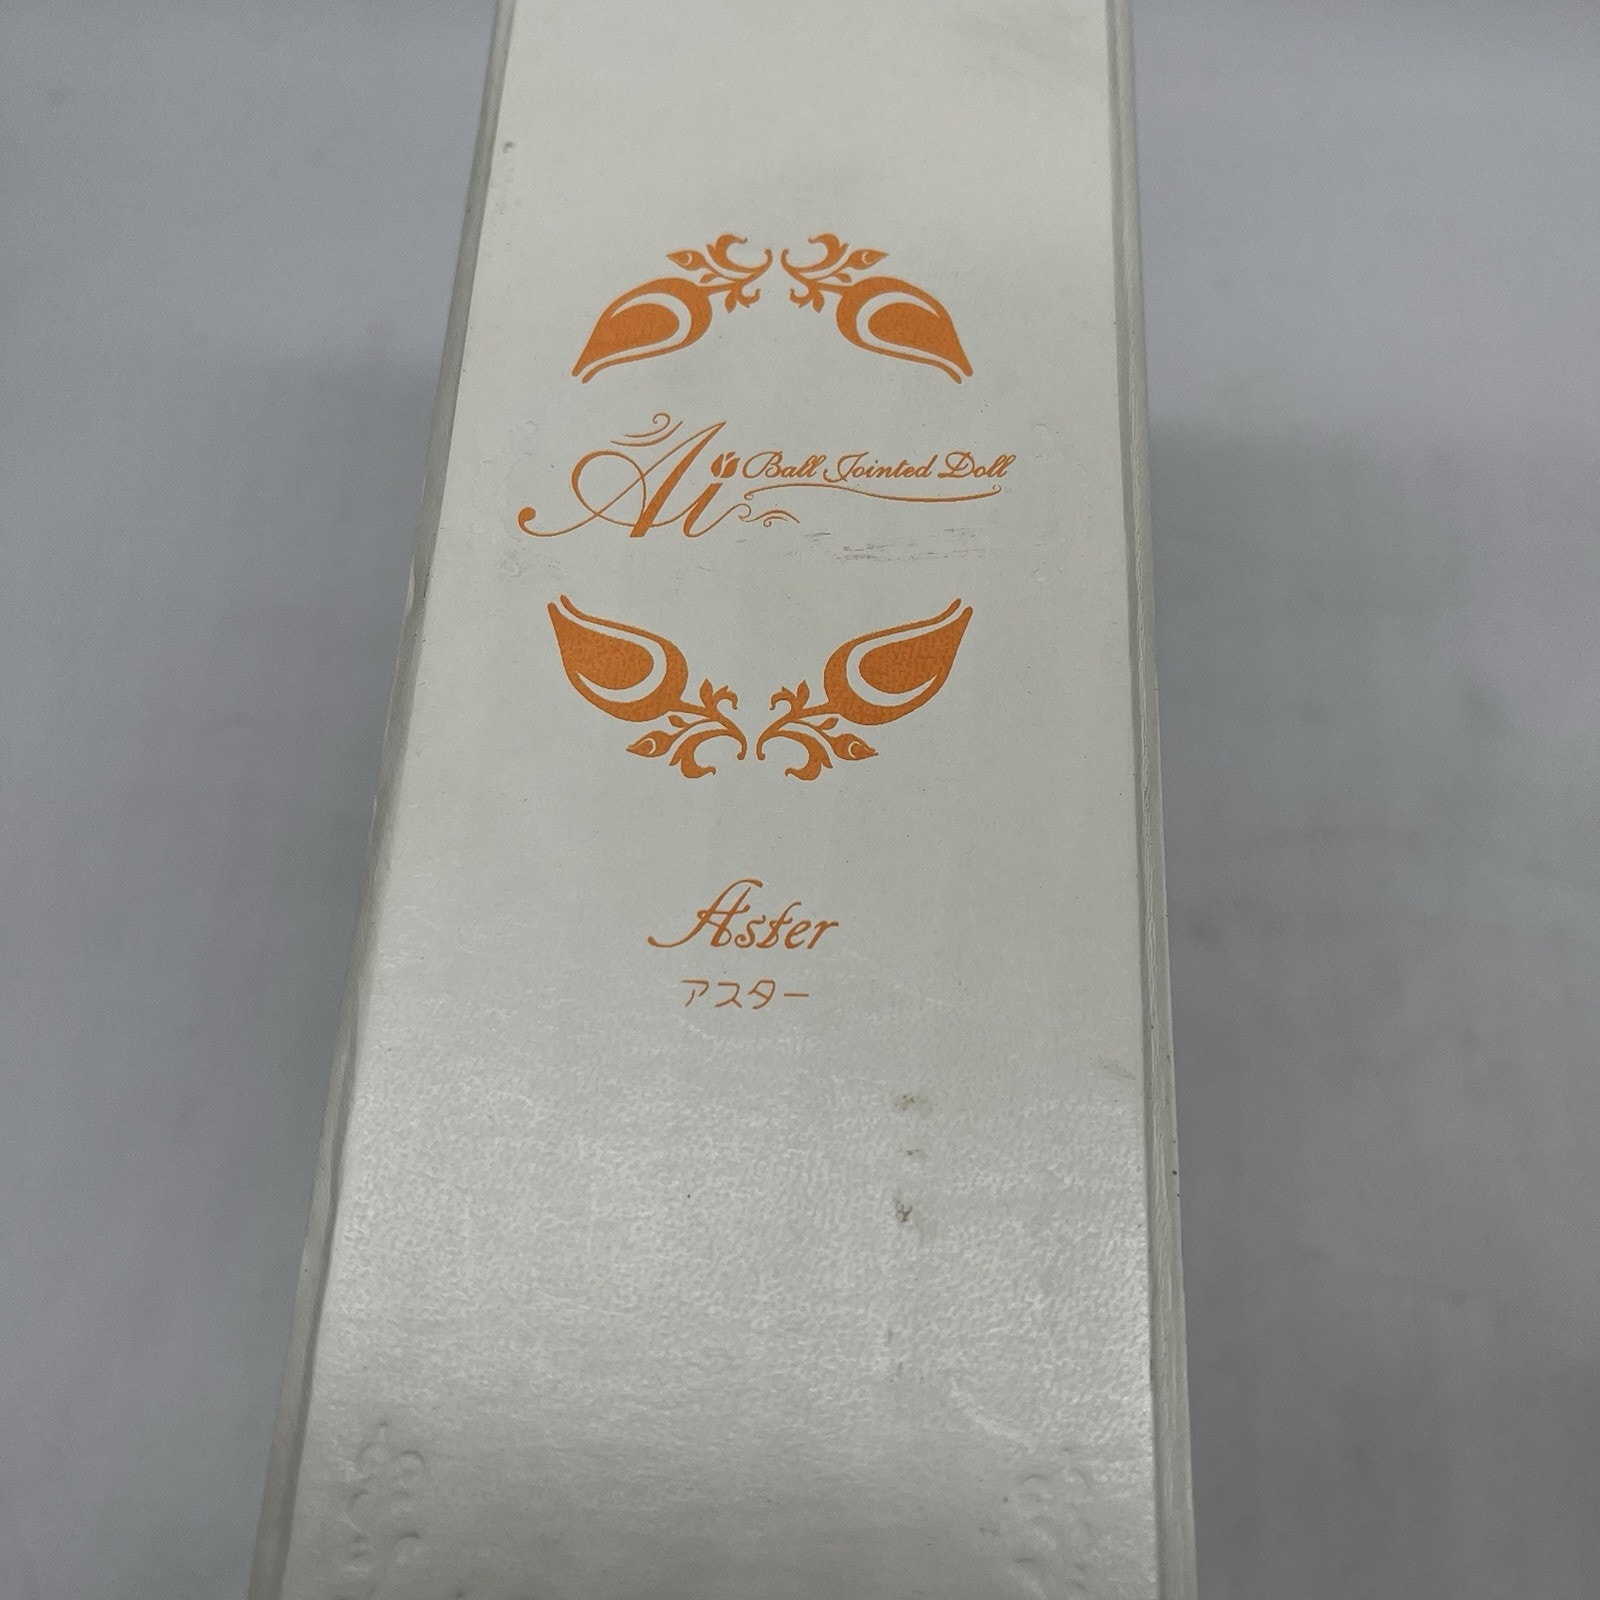 Ai Ball Jointed Doll
Aster
アスター